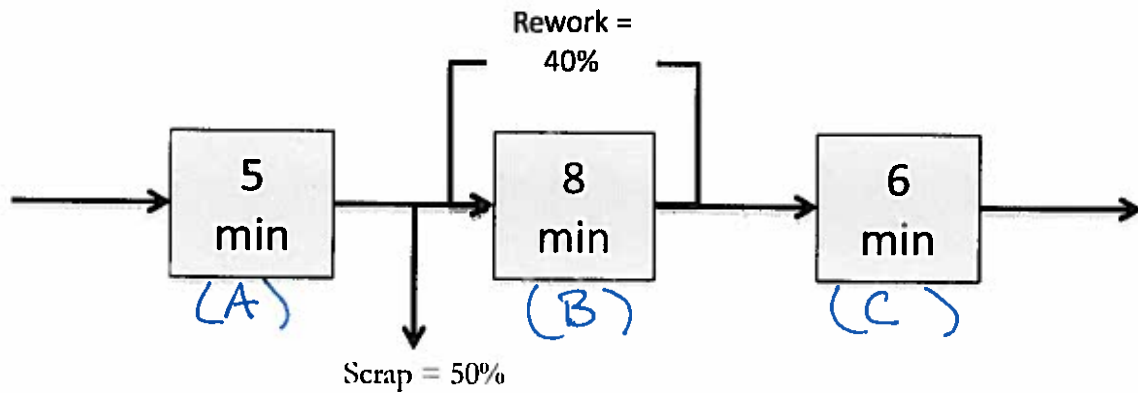 Rework =
40%
5
min
8
min
6
min
(A)
(B)
(C)
Scrap = 50%